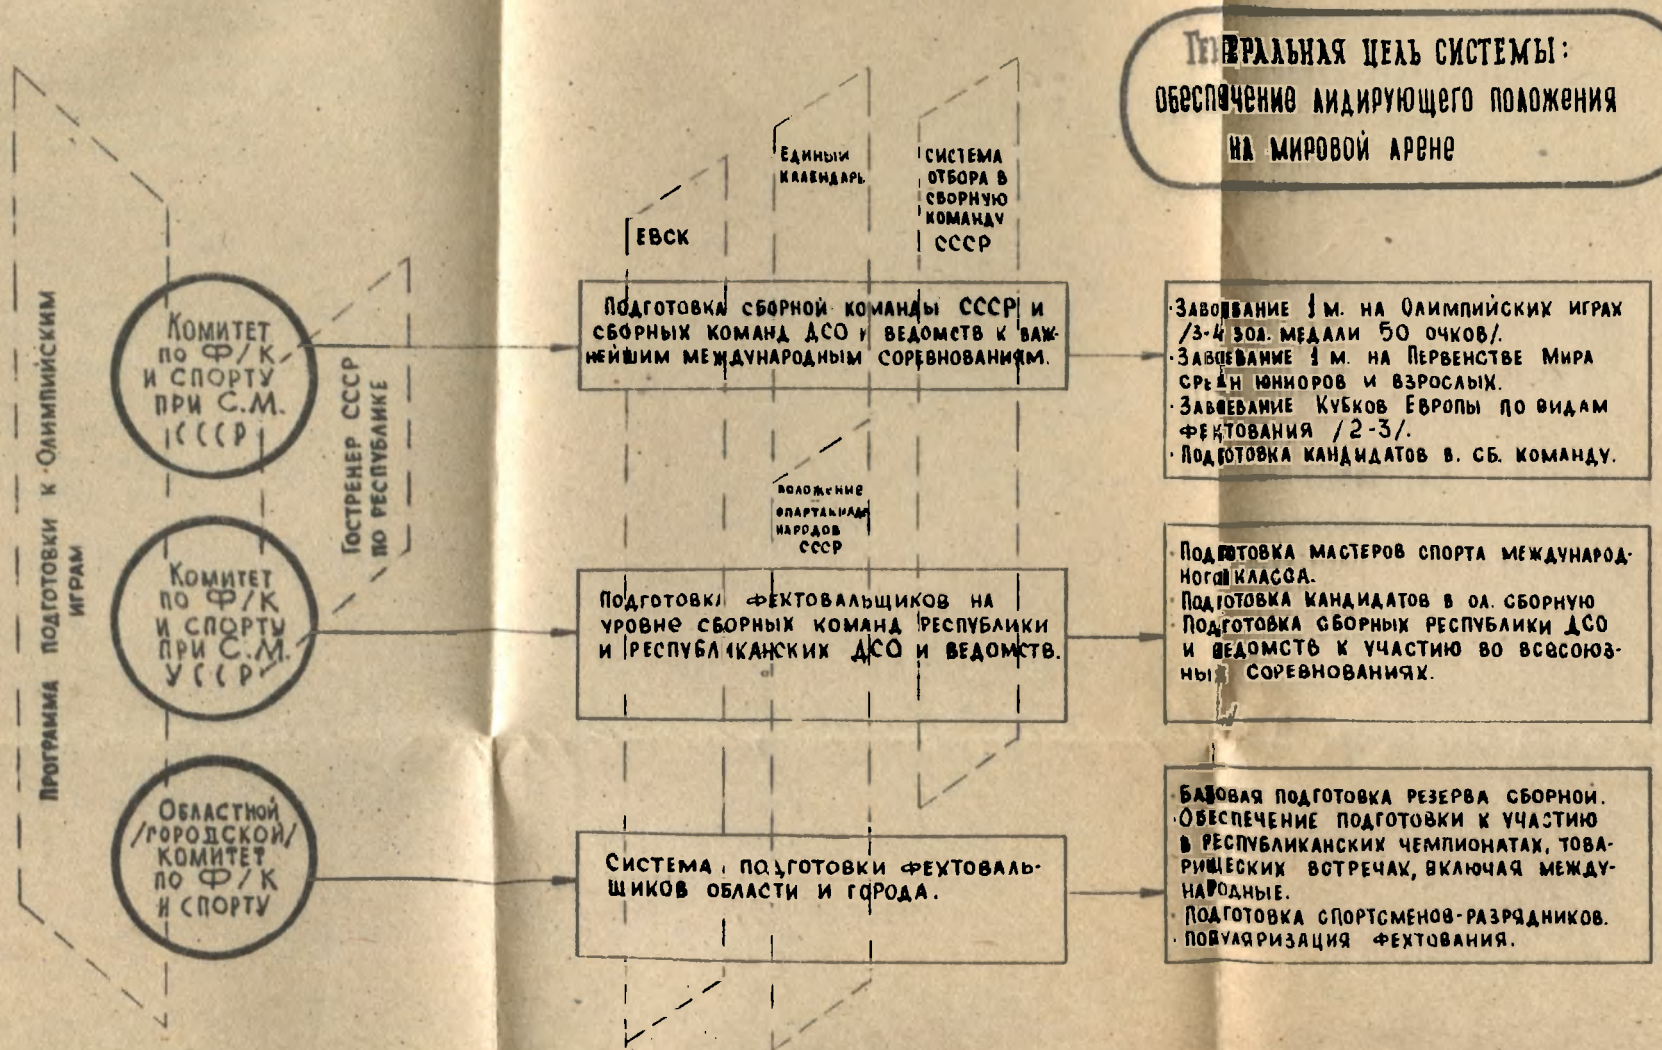 ГЕНЕРАЛЬНАЯ ЦЕЛЬ СИСТЕМЫ:
ОБЕСПЕЧЕНИЕ ЛИДИРУЮЩЕГО ПОЛОЖЕНИЯ
НА МИРОВОЙ АРЕНЕ
ПРОГРАММА ПОДГОТОВКИ К ОЛИМПИЙСКИМ
ИГРАМ
КОМИТЕТ
ПО Ф/К
И СПОРТУ
ПРИ С.М.
СССР
ГОСТРЕНЕР СССР
ПО РЕСПУБЛИКЕ
ЕВСК
ЕДИНЫЙ
КАЛЕНДАРЬ
СИСТЕМА
ОТБОРА В
СБОРНУЮ
КОМАНДУ
СССР
ПОДГОТОВКА СБОРНОЙ КОМАНДЫ СССР И
СБОРНЫХ КОМАНД ДСО И ВЕДОМСТВ К ВАЖ-
НЕЙШИМ МЕЖДУНАРОДНЫМ СОРЕВНОВАНИЯМ.
·ЗАВОЕВАНИЕ 1 М. НА ОЛИМПИЙСКИХ ИГРАХ
/3-4 ЗОЛ. МЕДАЛИ 50 ОЧКОВ/.
·ЗАВОЕВАНИЕ 1 М. НА ПЕРВЕНСТВЕ МИРА
СРЕДИ ЮНИОРОВ И ВЗРОСЛЫХ.
·ЗАВОЕВАНИЕ КУБКОВ ЕВРОПЫ ПО ВИДАМ
ФЕХТОВАНИЯ /2-3/.
·ПОДГОТОВКА КАНДИДАТОВ В. СБ. КОМАНДУ.
КОМИТЕТ
ПО Ф/К
И СПОРТУ
ПРИ С.М.
УССР
ПОЛОЖЕНИЕ
СПАРТАКИАДЫ
НАРОДОВ
СССР
ПОДГОТОВКА ФЕХТОВАЛЬЩИКОВ НА
УРОВНЕ СБОРНЫХ КОМАНД РЕСПУБЛИКИ
И РЕСПУБЛИКАНСКИХ ДСО И ВЕДОМСТВ.
·ПОДГОТОВКА МАСТЕРОВ СПОРТА МЕЖДУНАРОД-
НОГО КЛАССА.
·ПОДГОТОВКА КАНДИДАТОВ В ОЛ. СБОРНУЮ
·ПОДГОТОВКА СБОРНЫХ РЕСПУБЛИКИ ДСО
И ВЕДОМСТВ К УЧАСТИЮ ВО ВСЕСОЮЗ-
НЫХ СОРЕВНОВАНИЯХ.
ОБЛАСТНОЙ
/ГОРОДСКОЙ/
КОМИТЕТ
ПО Ф/К
И СПОРТУ
СИСТЕМА ПОДГОТОВКИ ФЕХТОВАЛЬ-
ЩИКОВ ОБЛАСТИ И ГОРОДА.
·БАЗОВАЯ ПОДГОТОВКА РЕЗЕРВА СБОРНОЙ.
·ОБЕСПЕЧЕНИЕ ПОДГОТОВКИ К УЧАСТИЮ
В РЕСПУБЛИКАНСКИХ ЧЕМПИОНАТАХ, ТОВА-
РИЩЕСКИХ ВСТРЕЧАХ, ВКЛЮЧАЯ МЕЖДУ-
НАРОДНЫЕ.
·ПОДГОТОВКА СПОРТСМЕНОВ-РАЗРЯДНИКОВ.
·ПОПУЛЯРИЗАЦИЯ ФЕХТОВАНИЯ.